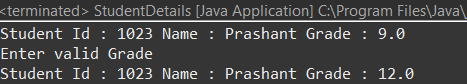 <terminated> StudentDetails [Java Application] C:\Program Files\Java\
Student Id : 1023 Name : Prashant Grade : 9.0
Enter valid Grade
Student Id : 1023 Name : Prashant Grade : 12.0